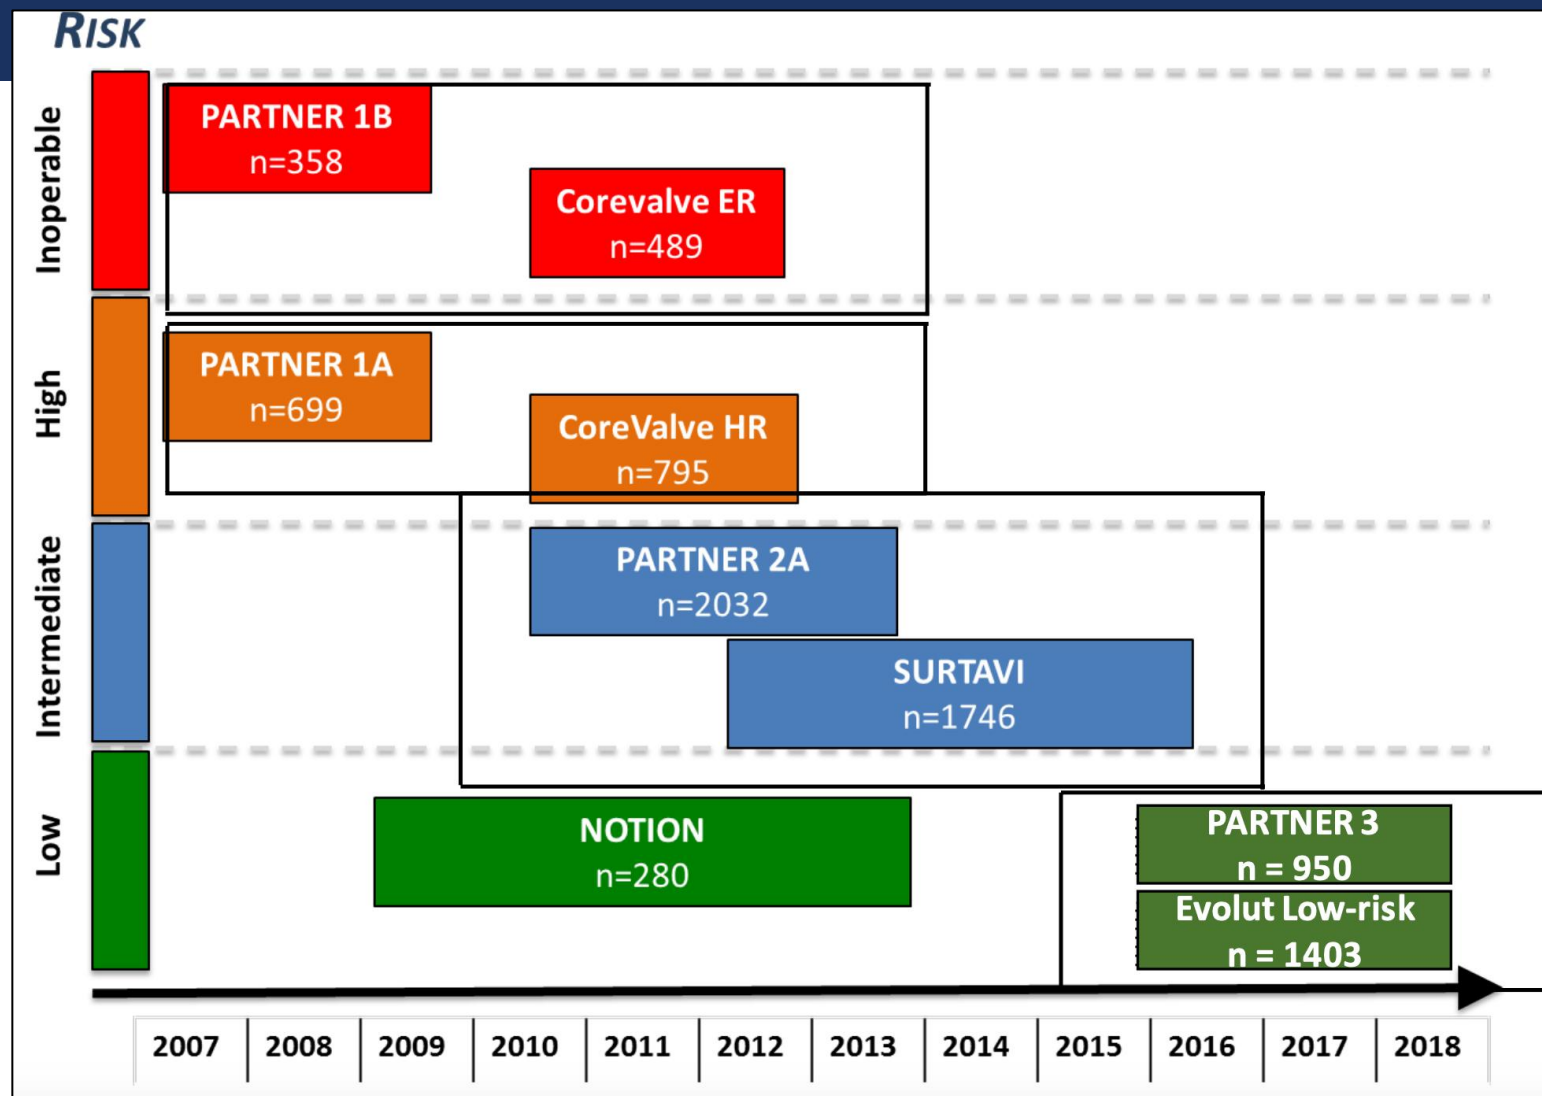 RISK
Inoperable
PARTNER 1B
n=358
Corevalve ER
n=489
High
PARTNER 1A
n=699
CoreValve HR
n=795
Intermediate
PARTNER 2A
n=2032
SURTAVI
n=1746
Low
NOTION
n=280
PARTNER 3
n = 950
Evolut Low-risk
n = 1403
2007 2008 2009 2010 2011 2012 2013 2014 2015 2016 2017 2018